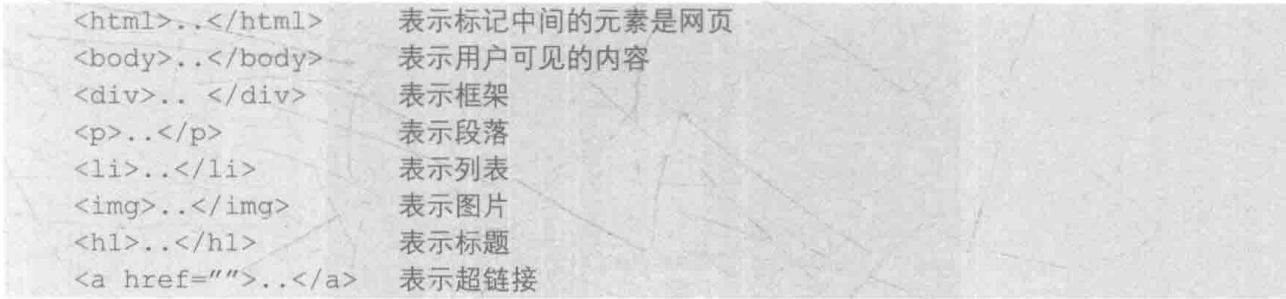 <html>..</html> 表示标记中间的元素是网页
<body>..</body> 表示用户可见的内容
<div>.. </div> 表示框架
<p>..</p> 表示段落
<li>..</li> 表示列表
<img>..</img> 表示图片
<h1>..</h1> 表示标题
<a href="">..</a> 表示超链接